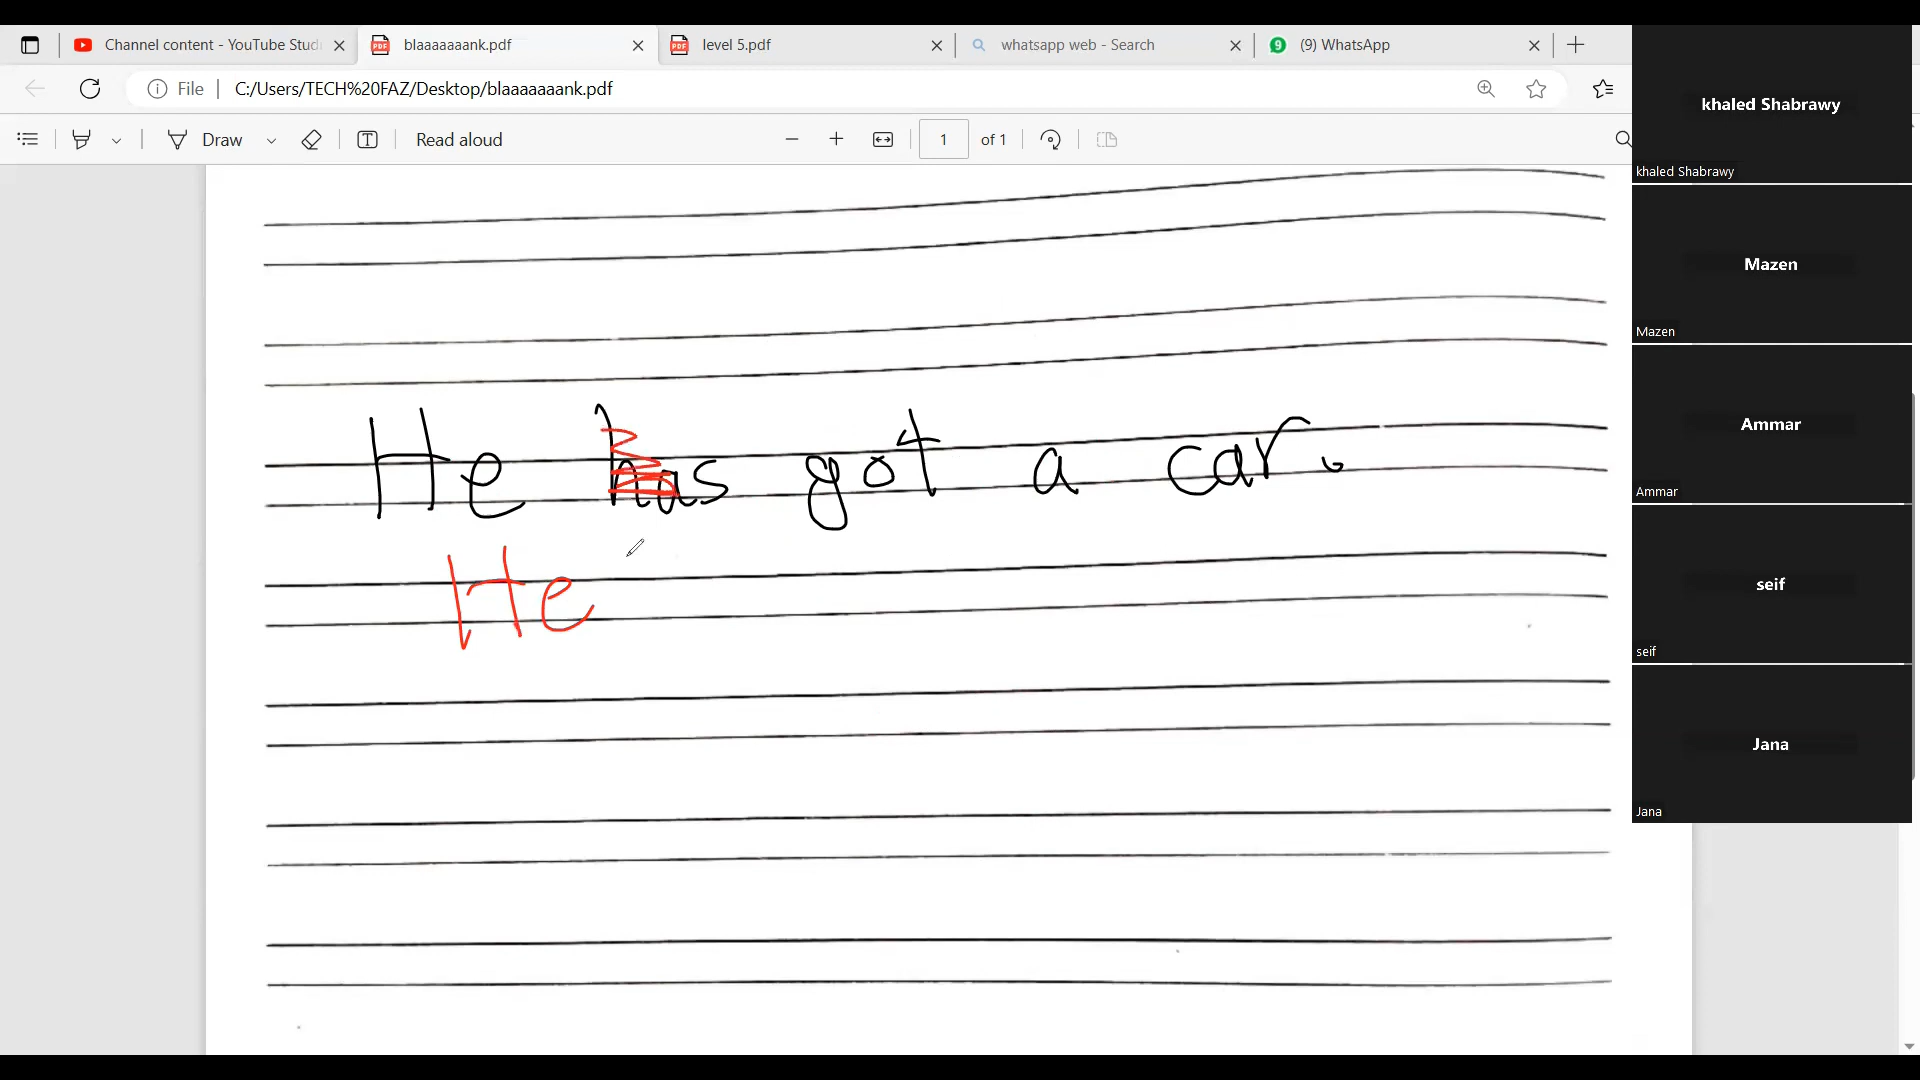 Channel content - YouTube Studi
blaaaaaaank.pdf
level 5.pdf
whatsapp web - Search
9
(9) WhatsApp
File
C:/Users/TECH%20FAZ/Desktop/blaaaaaaank.pdf
Draw
Read aloud
1
of 1
khaled Shabrawy
khaled Shabrawy
Mazen
Mazen
Ammar
Ammar
seif
seif
Jana
Jana
He has got a car.
He